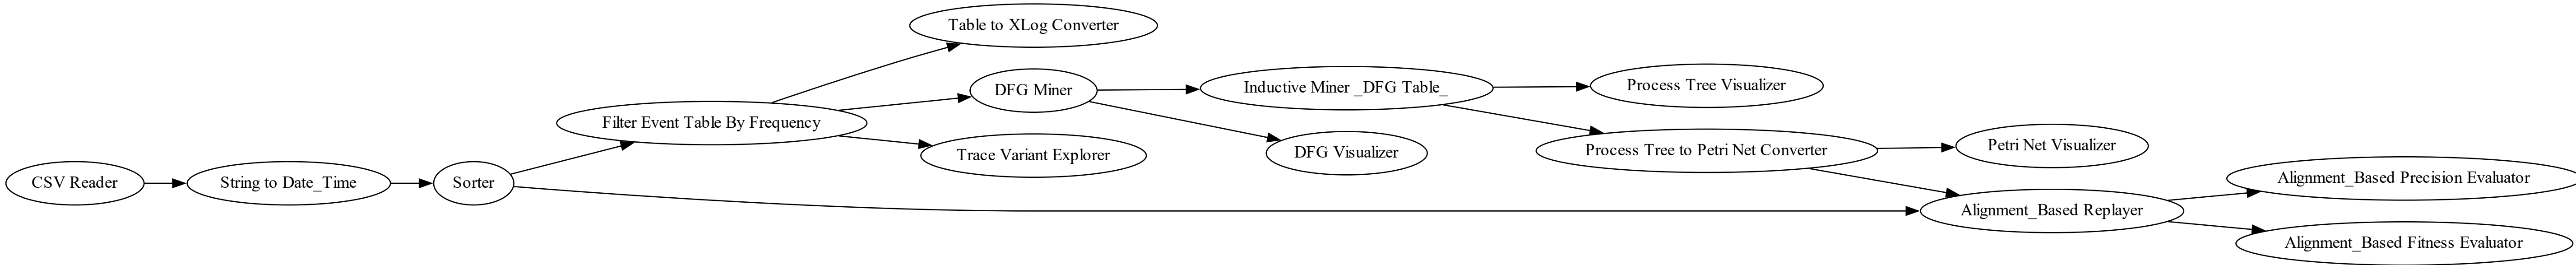 Table to XLog Converter
DFG Miner
Inductive Miner _DFG Table_
Process Tree Visualizer
Filter Event Table By Frequency
Trace Variant Explorer
DFG Visualizer
Process Tree to Petri Net Converter
Petri Net Visualizer
CSV Reader
String to Date_Time
Sorter
Alignment_Based Replayer
Alignment_Based Precision Evaluator
Alignment_Based Fitness Evaluator